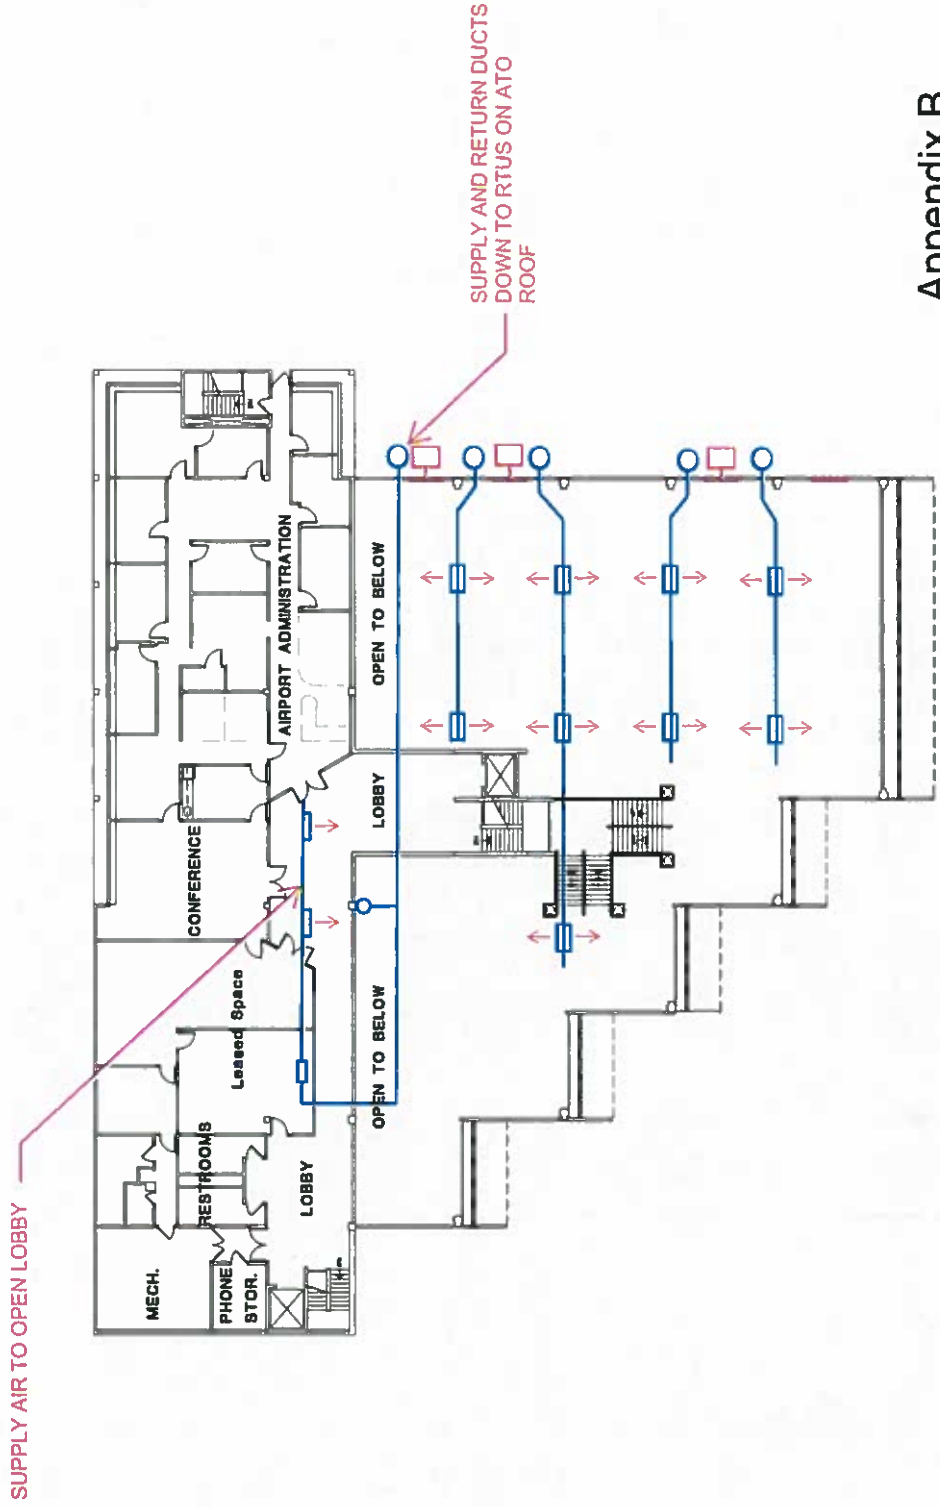 SUPPLY AIR TO OPEN LOBBY
SUPPLY AND RETURN DUCTS
DOWN TO RTUS ON ATO
ROOF
MECH.
PHONE
STOR.
RESTROOMS
LOBBY
Leased Space
CONFERENCE
AIRPORT ADMINISTRATION
LOBBY
OPEN TO BELOW
OPEN TO BELOW
Appendix B